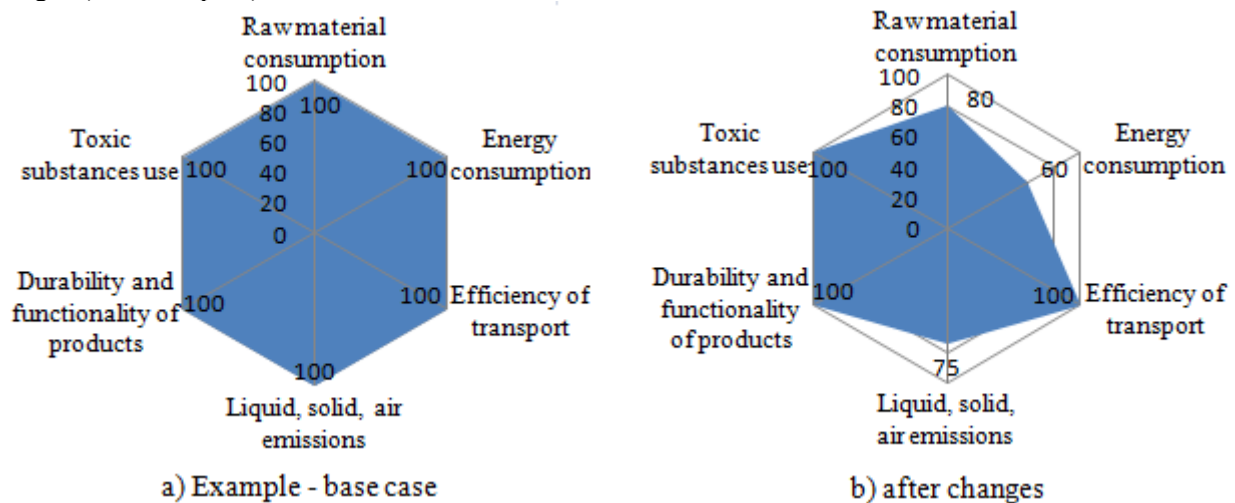 Raw material
consumption
100
80
60
40
20
0
100
Energy
consumption
100
Efficiency of
transport
100
Liquid, solid, air
emissions
100
Durability and
functionality of
products
100
Toxic
substances use
100
a) Example - base case
Raw material
consumption
100
80
60
40
20
0
80
Energy
consumption
60
Efficiency of
transport
100
Liquid, solid,
air emissions
75
Durability and
functionality
of products
100
Toxic
substances use
100
b) after changes